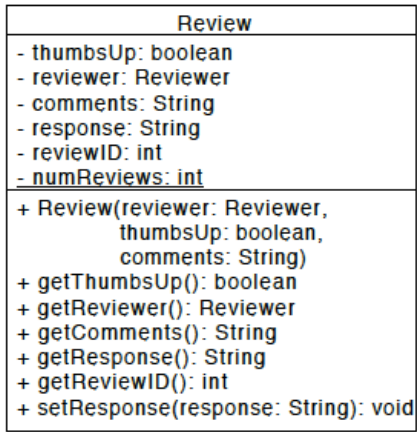 Review
- thumbsUp: boolean
- reviewer: Reviewer
- comments: String
- response: String
- reviewID: int
- numReviews: int
+ Review(reviewer: Reviewer,
thumbsUp: boolean,
comments: String)
+ getThumbsUp(): boolean
+ getReviewer(): Reviewer
+ getComments(): String
+ getResponse(): String
+ getReviewID(): int
+ setResponse(response: String): void